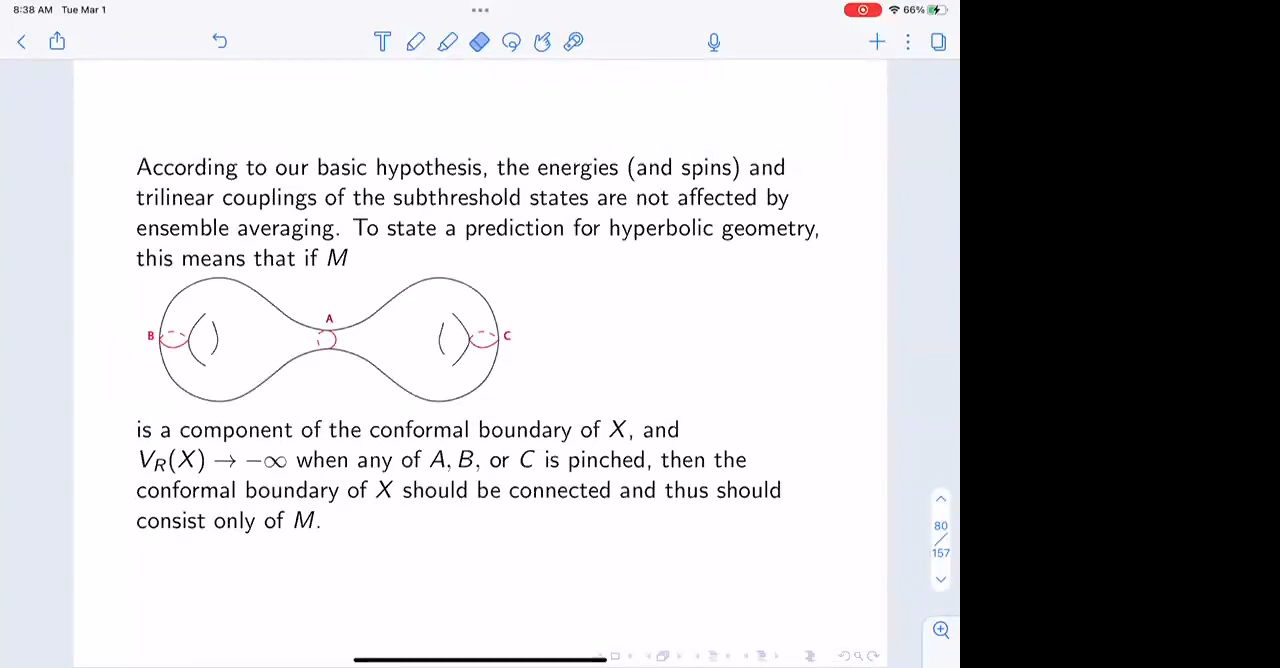 8:38 AM Tue Mar 1
66%
According to our basic hypothesis, the energies (and spins) and
trilinear couplings of the subthreshold states are not affected by
ensemble averaging. To state a prediction for hyperbolic geometry,
this means that if M
A
B
C
is a component of the conformal boundary of X, and
V_R(X) → −∞ when any of A, B, or C is pinched, then the
conformal boundary of X should be connected and thus should
consist only of M.
80
157